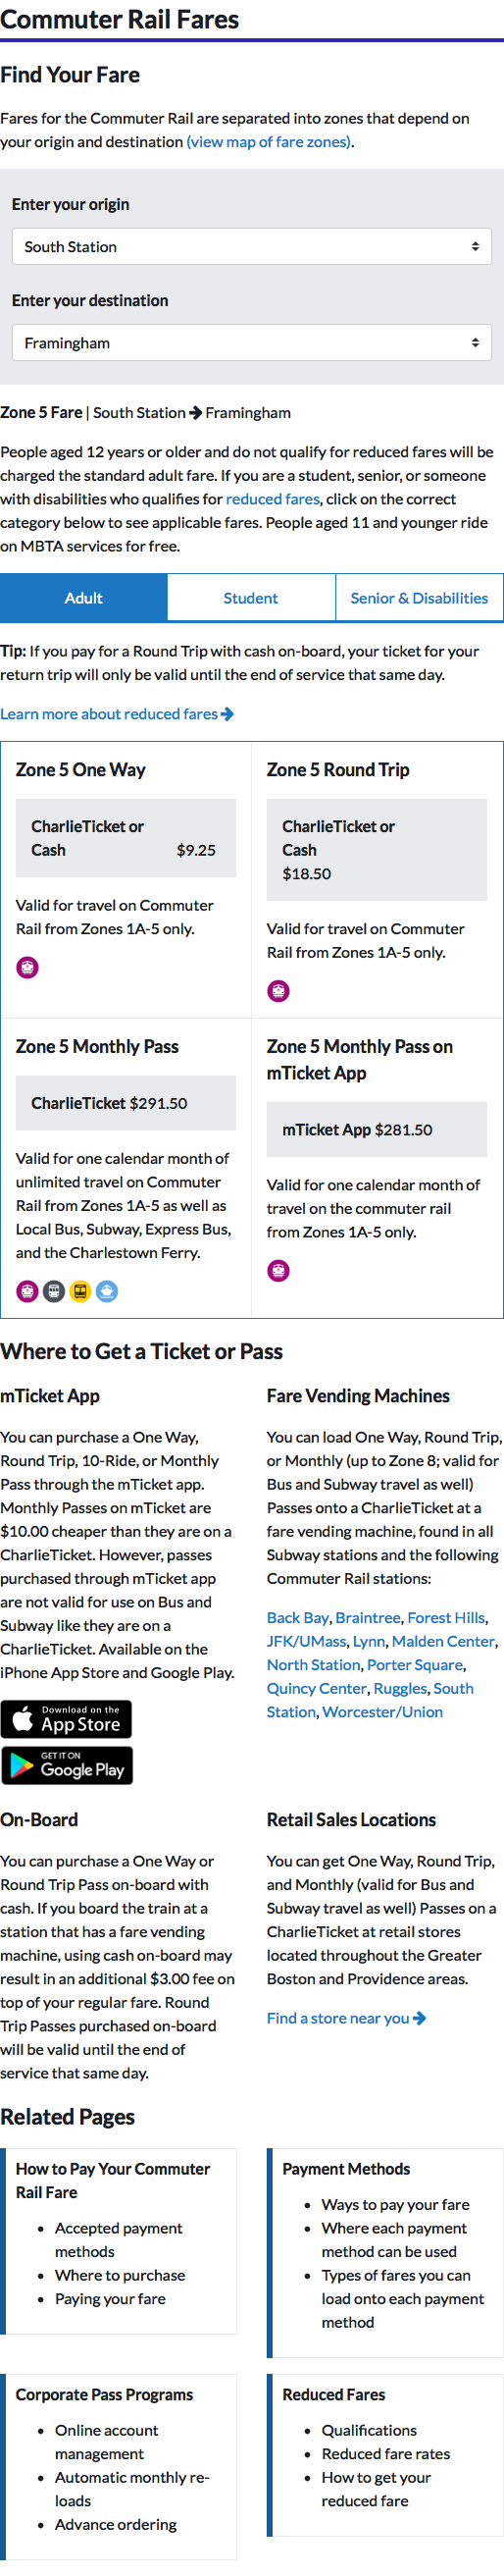 Commuter Rail Fares
Find Your Fare
Fares for the Commuter Rail are separated into zones that depend on
your origin and destination (view map of fare zones).
Enter your origin
South Station
Enter your destination
Framingham
Zone 5 Fare | South Station → Framingham
People aged 12 years or older and do not qualify for reduced fares will be
charged the standard adult fare. If you are a student, senior, or someone
with disabilities who qualifies for reduced fares, click on the correct
category below to see applicable fares. People aged 11 and younger ride
on MBTA services for free.
Adult
Student
Senior & Disabilities
Tip: If you pay for a Round Trip with cash on-board, your ticket for your
return trip will only be valid until the end of service that same day.
Learn more about reduced fares →
Zone 5 One Way
CharlieTicket or
Cash $9.25
Valid for travel on Commuter
Rail from Zones 1A-5 only.
Zone 5 Round Trip
CharlieTicket or
Cash
$18.50
Valid for travel on Commuter
Rail from Zones 1A-5 only.
Zone 5 Monthly Pass
CharlieTicket $291.50
Valid for one calendar month of
unlimited travel on Commuter
Rail from Zones 1A-5 as well as
Local Bus, Subway, Express Bus,
and the Charlestown Ferry.
Zone 5 Monthly Pass on
mTicket App
mTicket App $281.50
Valid for one calendar month of
travel on the commuter rail
from Zones 1A-5 only.
Where to Get a Ticket or Pass
mTicket App
You can purchase a One Way,
Round Trip, 10-Ride, or Monthly
Pass through the mTicket app.
Monthly Passes on mTicket are
$10.00 cheaper than they are on a
CharlieTicket. However, passes
purchased through mTicket app
are not valid for use on Bus and
Subway like they are on a
CharlieTicket. Available on the
iPhone App Store and Google Play.
Download on the
App Store
GET IT ON
Google Play
Fare Vending Machines
You can load One Way, Round Trip,
or Monthly (up to Zone 8; valid for
Bus and Subway travel as well)
Passes onto a CharlieTicket at a
fare vending machine, found in all
Subway stations and the following
Commuter Rail stations:
Back Bay, Braintree, Forest Hills,
JFK/UMass, Lynn, Malden Center,
North Station, Porter Square,
Quincy Center, Ruggles, South
Station, Worcester/Union
On-Board
You can purchase a One Way or
Round Trip Pass on-board with
cash. If you board the train at a
station that has a fare vending
machine, using cash on-board may
result in an additional $3.00 fee on
top of your regular fare. Round
Trip Passes purchased on-board
will be valid until the end of
service that same day.
Retail Sales Locations
You can get One Way, Round Trip,
and Monthly (valid for Bus and
Subway travel as well) Passes on a
CharlieTicket at retail stores
located throughout the Greater
Boston and Providence areas.
Find a store near you →
Related Pages
How to Pay Your Commuter
Rail Fare
• Accepted payment
methods
• Where to purchase
• Paying your fare
Payment Methods
• Ways to pay your fare
• Where each payment
method can be used
• Types of fares you can
load onto each payment
method
Corporate Pass Programs
• Online account
management
• Automatic monthly re-
loads
• Advance ordering
Reduced Fares
• Qualifications
• Reduced fare rates
• How to get your
reduced fare